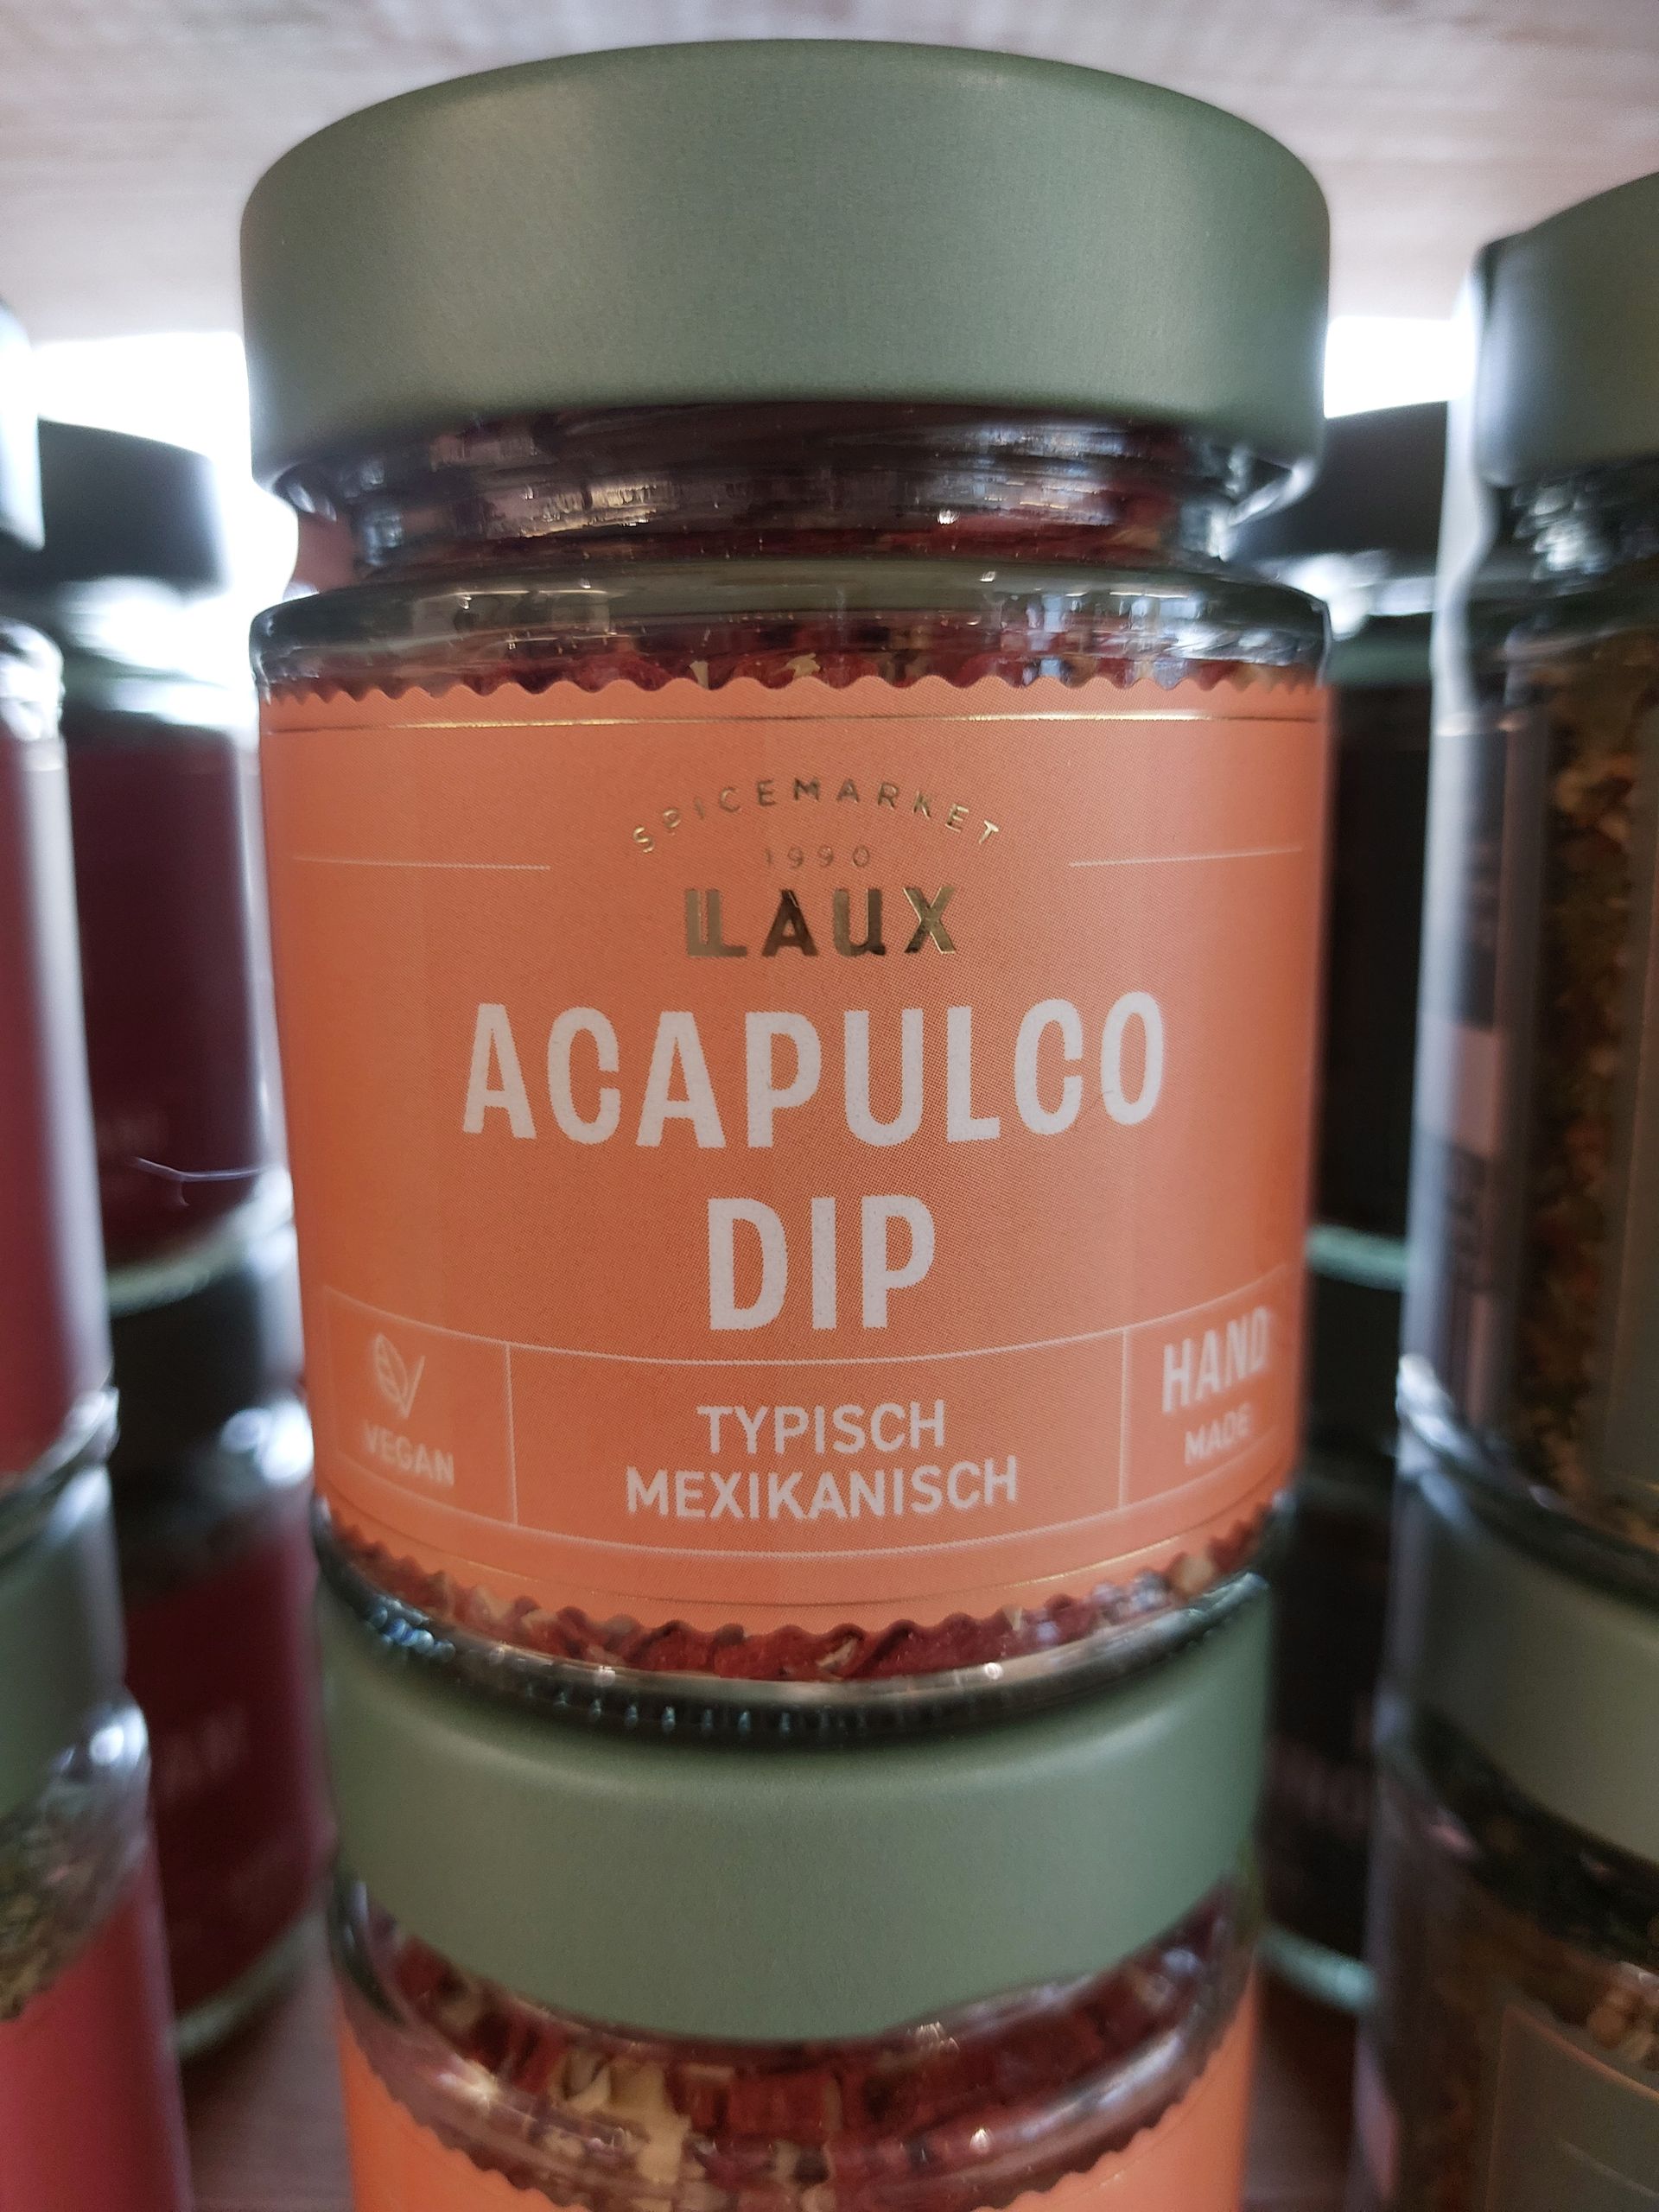 SPICEMARKET
1990
LAUX
ACAPULCO
DIP
VEGAN
TYPISCH
MEXIKANISCH
HAND
MADE